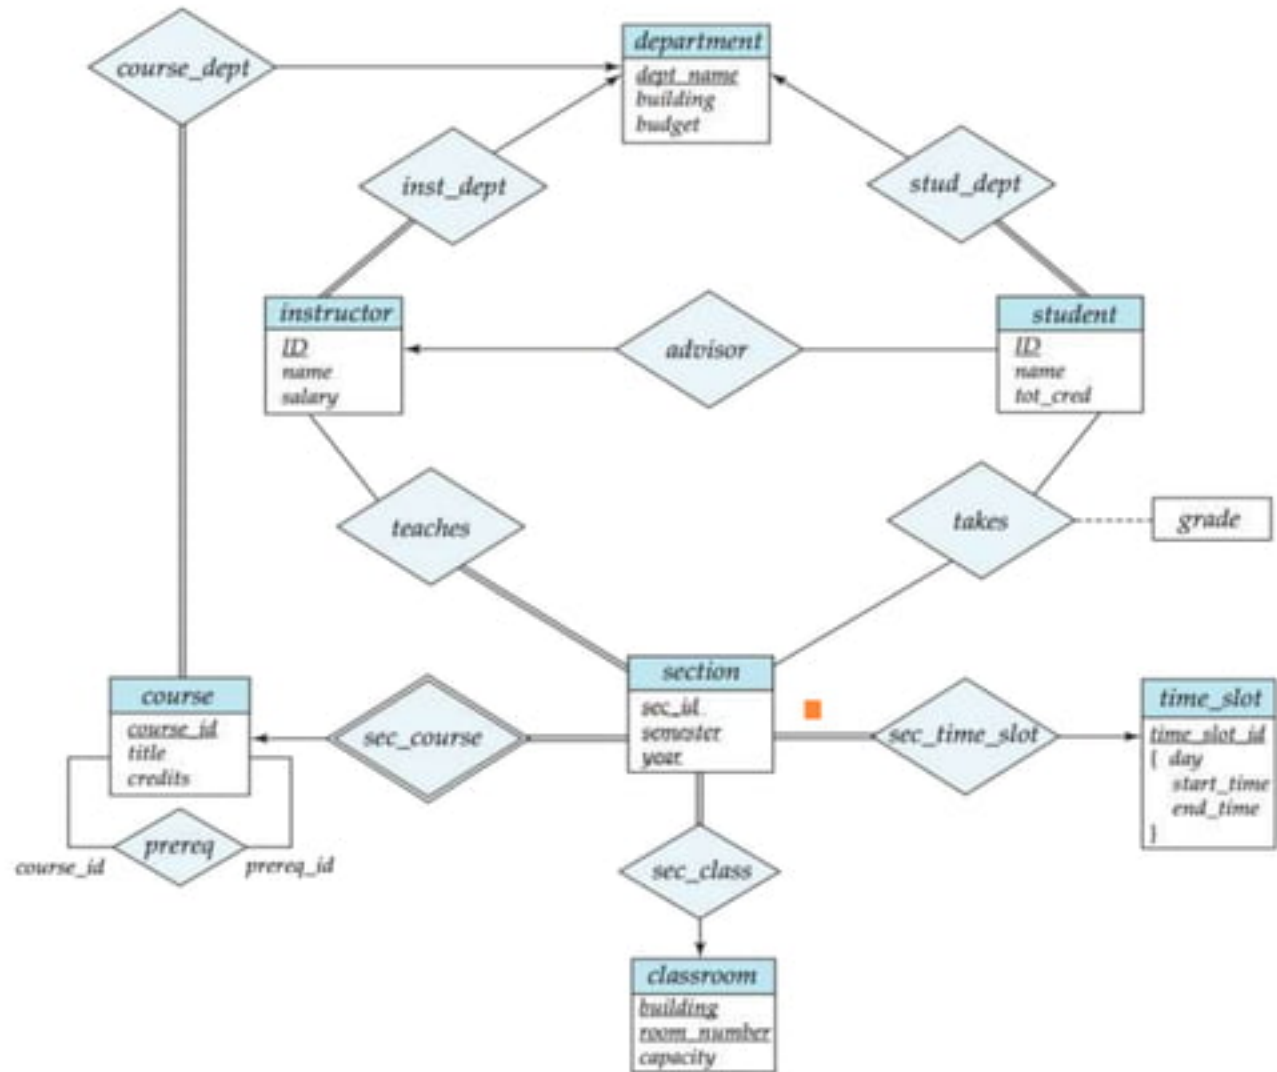 course_dept
department
dept_name
building
budget
inst_dept
stud_dept
instructor
ID
name
salary
advisor
student
ID
name
tot_cred
teaches
takes
grade
course
course_id
title
credits
sec_course
section
sec_id
semester
year
sec_time_slot
time_slot
time_slot_id
{ day
start_time
end_time
}
course_id
prereq
prereq_id
sec_class
classroom
building
room_number
capacity